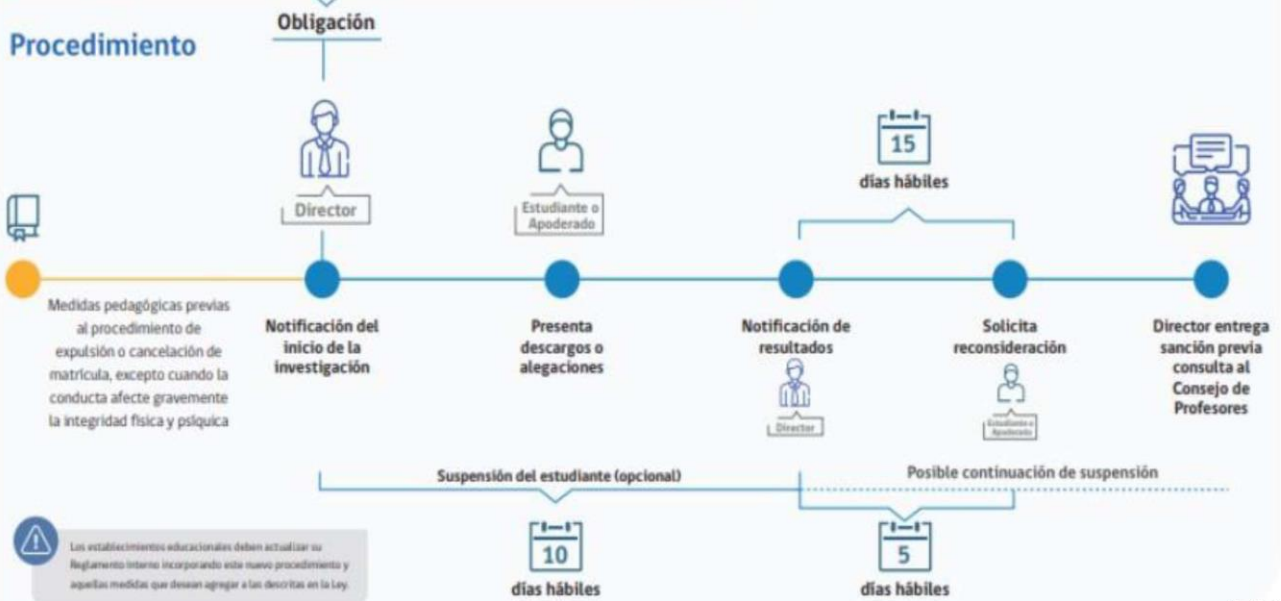 Procedimiento
Obligación
Director
Estudiante o
Apoderado
15
días hábiles
Medidas pedagógicas previas
al procedimiento de
expulsión o cancelación de
matrícula, excepto cuando la
conducta afecte gravemente
la integridad física y psíquica
Notificación del
inicio de la
investigación
Presenta
descargos o
alegaciones
Notificación de
resultados
Director
Solicita
reconsideración
Estudiante o
Apoderado
Director entrega
sanción previa
consulta al
Consejo de
Profesores
Suspensión del estudiante (opcional)
Posible continuación de suspensión
10
días hábiles
5
días hábiles
Los establecimientos educacionales deben actualizar su
Reglamento Interno incorporando este nuevo procedimiento y
aquellas medidas que desean agregar a las descritas en la Ley.